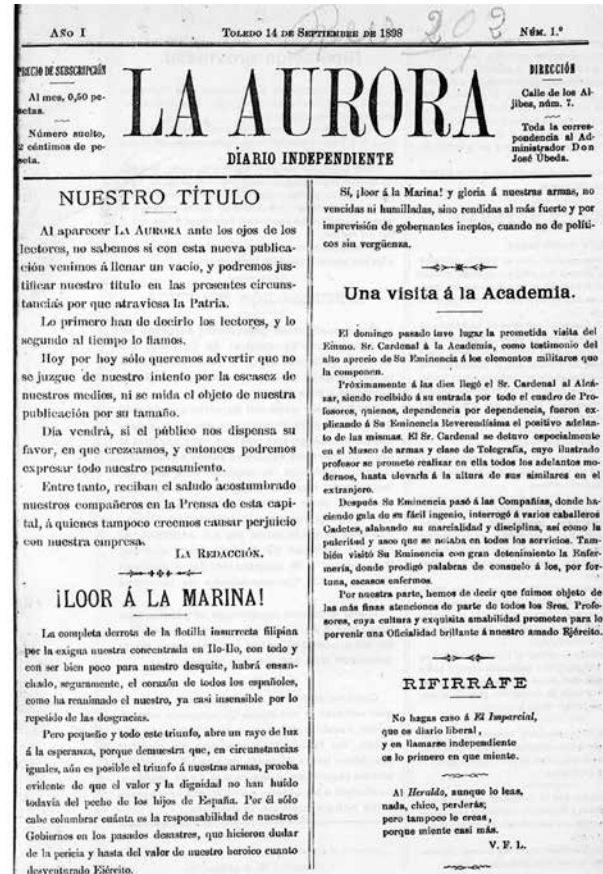 AÑO I
TOLEDO 14 DE SEPTIEMBRE DE 1898
NÚM. 1.º
PRECIO DE SUBSCRIPCIÓN
Al mes, 0,50 pe-
setas.
Número suelto,
2 céntimos de pe-
seta.
LA AURORA
DIARIO INDEPENDIENTE
DIRECCIÓN
Calle de los Al-
jibes, núm. 7.
Toda la corres-
pondencia al Ad-
ministrador Don
José Úbeda.
NUESTRO TÍTULO
Al aparecer LA AURORA ante los ojos de los
lectores, no sabemos si con esta nueva publica-
ción venimos á llenar un vacío, y podremos jus-
tificar nuestro título en las presentes circuns-
tancias por que atraviesa la Patria.
Lo primero han de decirlo los lectores, y lo
segundo al tiempo lo fiamos.
Hoy por hoy sólo queremos advertir que no
se juzgue de nuestro intento por la escasez de
nuestros medios, ni se mida el objeto de nuestra
publicación por su tamaño.
Día vendrá, si el público nos dispensa su
favor, en que crezcamos, y entonces podremos
expresar todo nuestro pensamiento.
Entre tanto, reciban el saludo acostumbrado
nuestros compañeros en la Prensa de esta capi-
tal, á quienes tampoco creemos causar perjuicio
con nuestra empresa.
LA REDACCIÓN.
¡LOOR Á LA MARINA!
La completa derrota de la flotilla insurrecta filipina
por la exigua nuestra concentrada en Ilo-Ilo, con todo y
con ser bien poco para nuestro desquite, habrá ensan-
chado, seguramente, el corazón de todos los españoles,
como ha reanimado el nuestro, ya casi insensible por lo
repetido de las desgracias.
Pero pequeño y todo este triunfo, abre un rayo de luz
á la esperanza, porque demuestra que, en circunstancias
iguales, aún es posible el triunfo á nuestras armas, prueba
evidente de que el valor y la dignidad no han huído
todavía del pecho de los hijos de España. Por él sólo
cabe columbrar cuánta es la responsabilidad de nuestros
Gobiernos en los pasados desastres, que hicieron dudar
de la pericia y hasta del valor de nuestro heroico cuanto
desventurado Ejército.
Sí, ¡loor á la Marina! y gloria á nuestras armas, no
vencidas ni humilladas, sino rendidas al más fuerte y por
imprevisión de gobernantes ineptos, cuando no de políti-
cos sin vergüenza.
Una visita á la Academia.
El domingo pasado tuvo lugar la prometida visita del
Emmo. Sr. Cardenal á la Academia, como testimonio del
alto aprecio de Su Eminencia á los elementos militares que
la componen.
Próximamente á las diez llegó el Sr. Cardenal al Alcá-
zar, siendo recibido á su entrada por todo el cuadro de Pro-
fesores, quienes, dependencia por dependencia, fueron ex-
plicando á Su Eminencia Reverendísima el positivo adelan-
to de las mismas. El Sr. Cardenal se detuvo especialmente
en el Museo de armas y clase de Telegrafía, cuyo ilustrado
profesor se promete realizar en ella todos los adelantos mo-
dernos, hasta elevarla á la altura de sus similares en el
extranjero.
Después Su Eminencia pasó á las Compañías, donde ha-
ciendo gala de su fácil ingenio, interrogó á varios caballeros
Cadetes, alabando su marcialidad y disciplina, así como la
pulcritud y aseo que se notaba en todos los servicios. Tam-
bién visitó Su Eminencia con gran detenimiento la Enfer-
mería, donde prodigó palabras de consuelo á los, por for-
tuna, escasos enfermos.
Por nuestra parte, hemos de decir que fuimos objeto de
las más finas atenciones de parte de todos los Sres. Profe-
sores, cuya cultura y exquisita amabilidad prometen para lo
porvenir una Oficialidad brillante á nuestro amado Ejército.
RIFIRRAFE
No hagas caso á El Imparcial,
que es diario liberal,
y en llamarse independiente
es lo primero en que miente.
Al Heraldo, aunque lo leas,
nada, chico, perderás;
pero tampoco le creas,
porque miente casi más.
V. F. L.